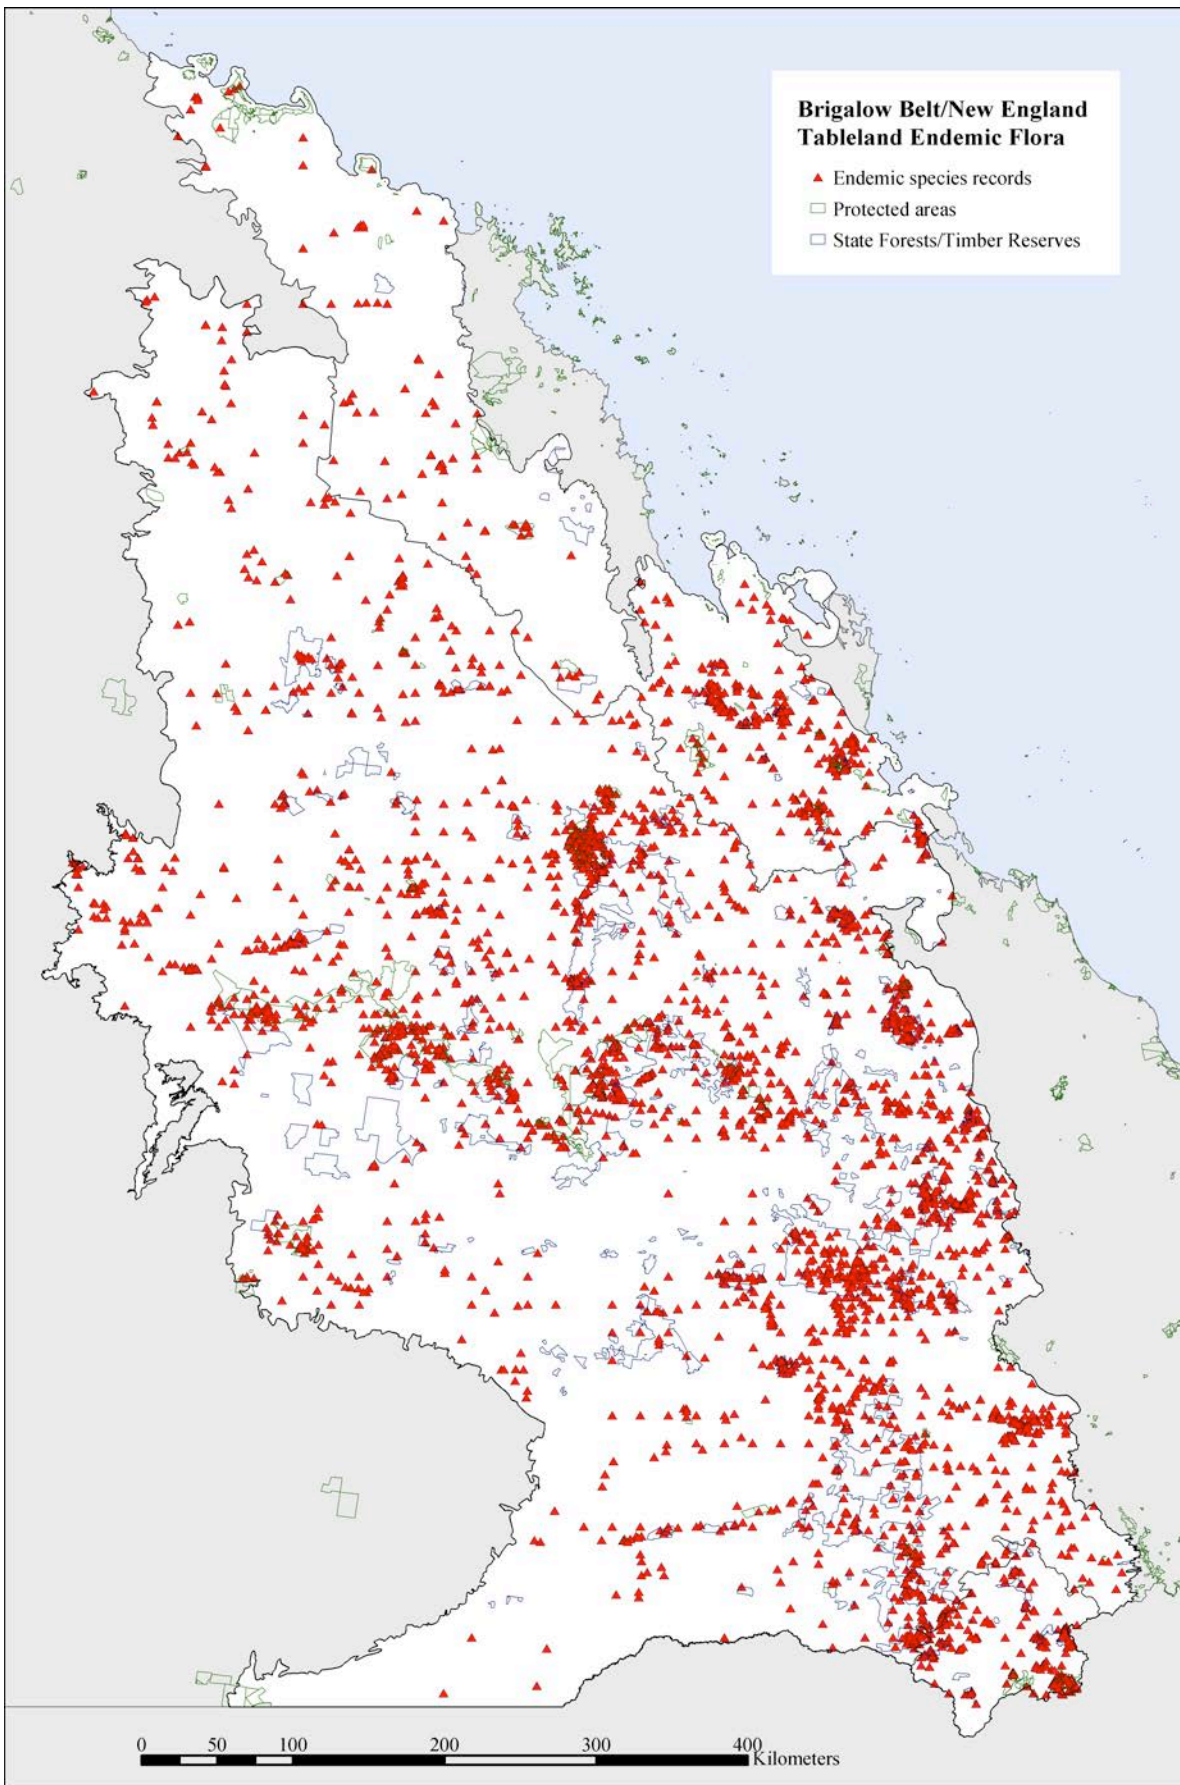 Brigalow Belt/New England
Tableland Endemic Flora
Endemic species records
Protected areas
State Forests/Timber Reserves
0 50 100 200 300 400
Kilometers